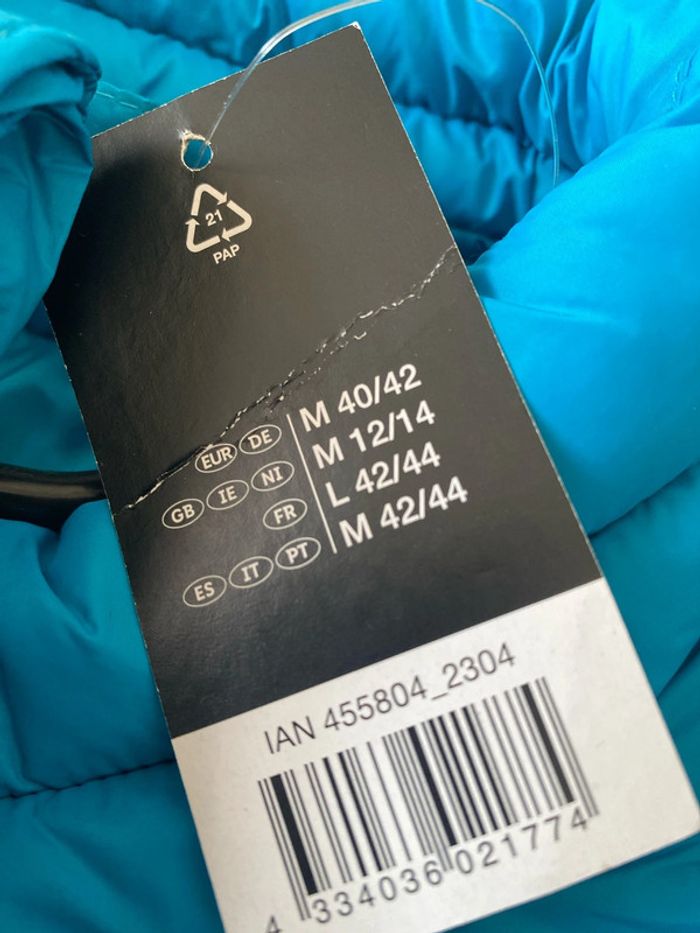 21
PAP
EUR DE M 40/42
GB IE NI M 12/14
FR L 42/44
ES IT PT M 42/44
IAN 455804_2304
4 334036 021774